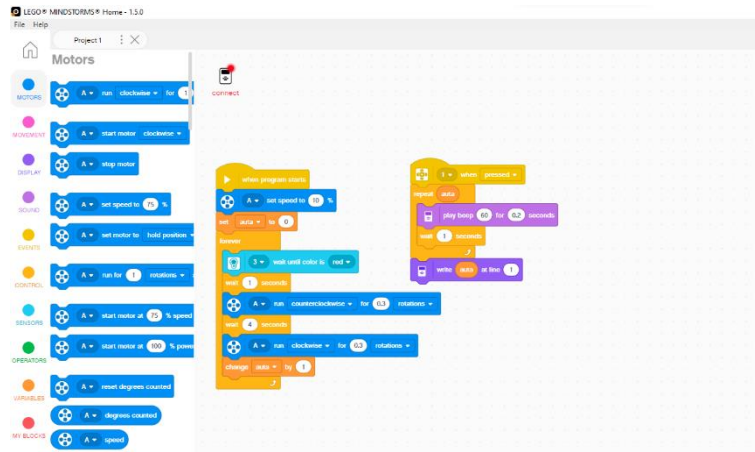 LEGO® MINDSTORMS® Home - 1.5.0
File Help
Project 1
Motors
MOTORS
MOVEMENT
DISPLAY
SOUND
EVENTS
CONTROL
SENSORS
OPERATORS
VARIABLES
MY BLOCKS
A run clockwise for 1
A start motor clockwise
A stop motor
A set speed to 75 %
A set motor to hold position
A run for 1 rotations
A start motor at 75 % speed
A start motor at 100 % powe
A reset degrees counted
A degrees counted
A speed
connect
when program starts
A set speed to 10 %
set auta to 0
forever
3 wait until color is red
wait 1 seconds
A run counterclockwise for 0.3 rotations
wait 4 seconds
A run clockwise for 0.3 rotations
change auta by 1
1 when pressed
repeat auta
play beep 60 for 0.2 seconds
wait 1 seconds
write auta at line 1